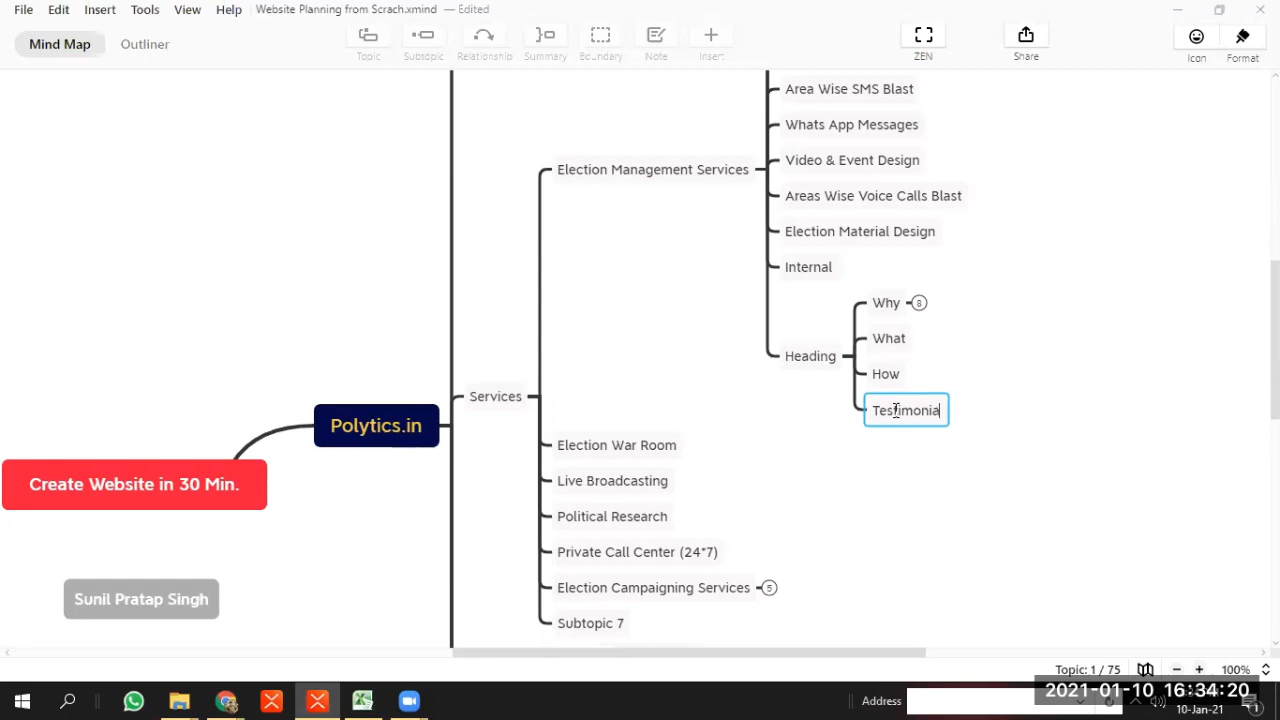 File Edit Insert Tools View Help Website Planning from Scrach.xmind — Edited
Mind Map Outliner
Topic Subtopic Relationship Summary Boundary Note Insert ZEN Share Icon Format
Area Wise SMS Blast
Whats App Messages
Video & Event Design
Election Management Services
Areas Wise Voice Calls Blast
Election Material Design
Internal
Why 8
What
Heading
How
Services
Testimonia
Polytics.in
Election War Room
Create Website in 30 Min.
Live Broadcasting
Political Research
Private Call Center (24*7)
Election Campaigning Services 5
Sunil Pratap Singh
Subtopic 7
Topic: 1 / 75 100%
Address
2021-01-10 16:34:20
10-Jan-21
1